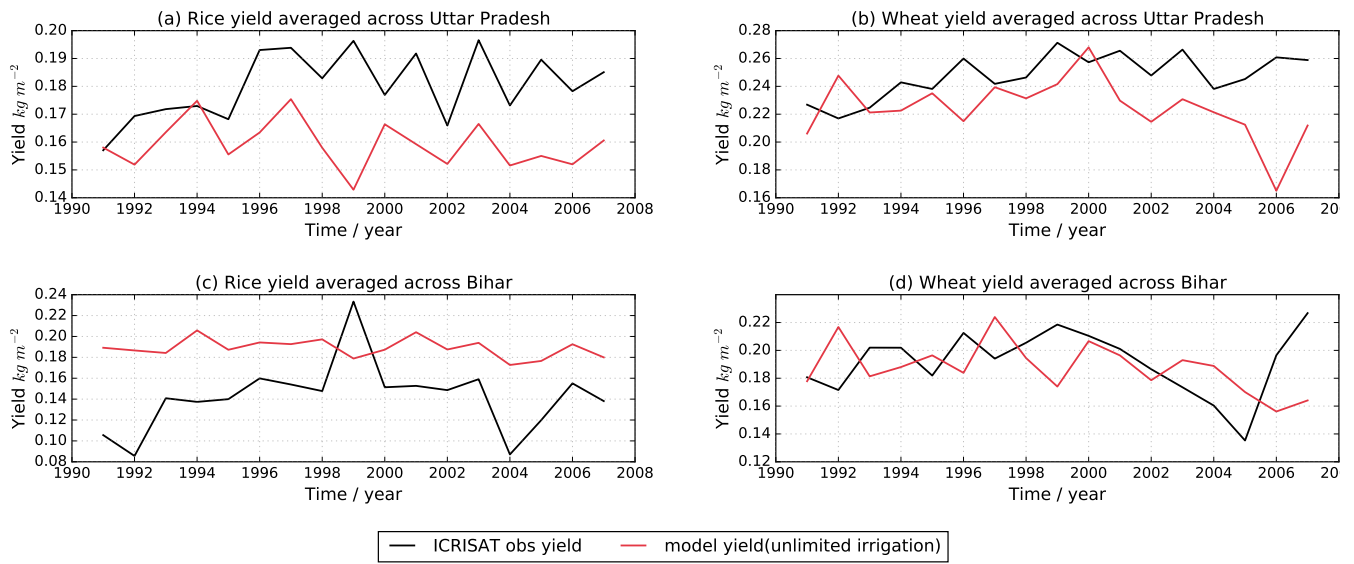 (a) Rice yield averaged across Uttar Pradesh
0.20
0.19
0.18
0.17
0.16
0.15
0.14
Yield kg m⁻²
1990 1992 1994 1996 1998 2000 2002 2004 2006 2008
Time / year
(b) Wheat yield averaged across Uttar Pradesh
0.28
0.26
0.24
0.22
0.20
0.18
0.16
Yield kg m⁻²
1990 1992 1994 1996 1998 2000 2002 2004 2006 20
Time / year
(c) Rice yield averaged across Bihar
0.24
0.22
0.20
0.18
0.16
0.14
0.12
0.10
0.08
Yield kg m⁻²
1990 1992 1994 1996 1998 2000 2002 2004 2006 2008
Time / year
(d) Wheat yield averaged across Bihar
0.22
0.20
0.18
0.16
0.14
0.12
Yield kg m⁻²
1990 1992 1994 1996 1998 2000 2002 2004 2006 20
Time / year
ICRISAT obs yield model yield(unlimited irrigation)